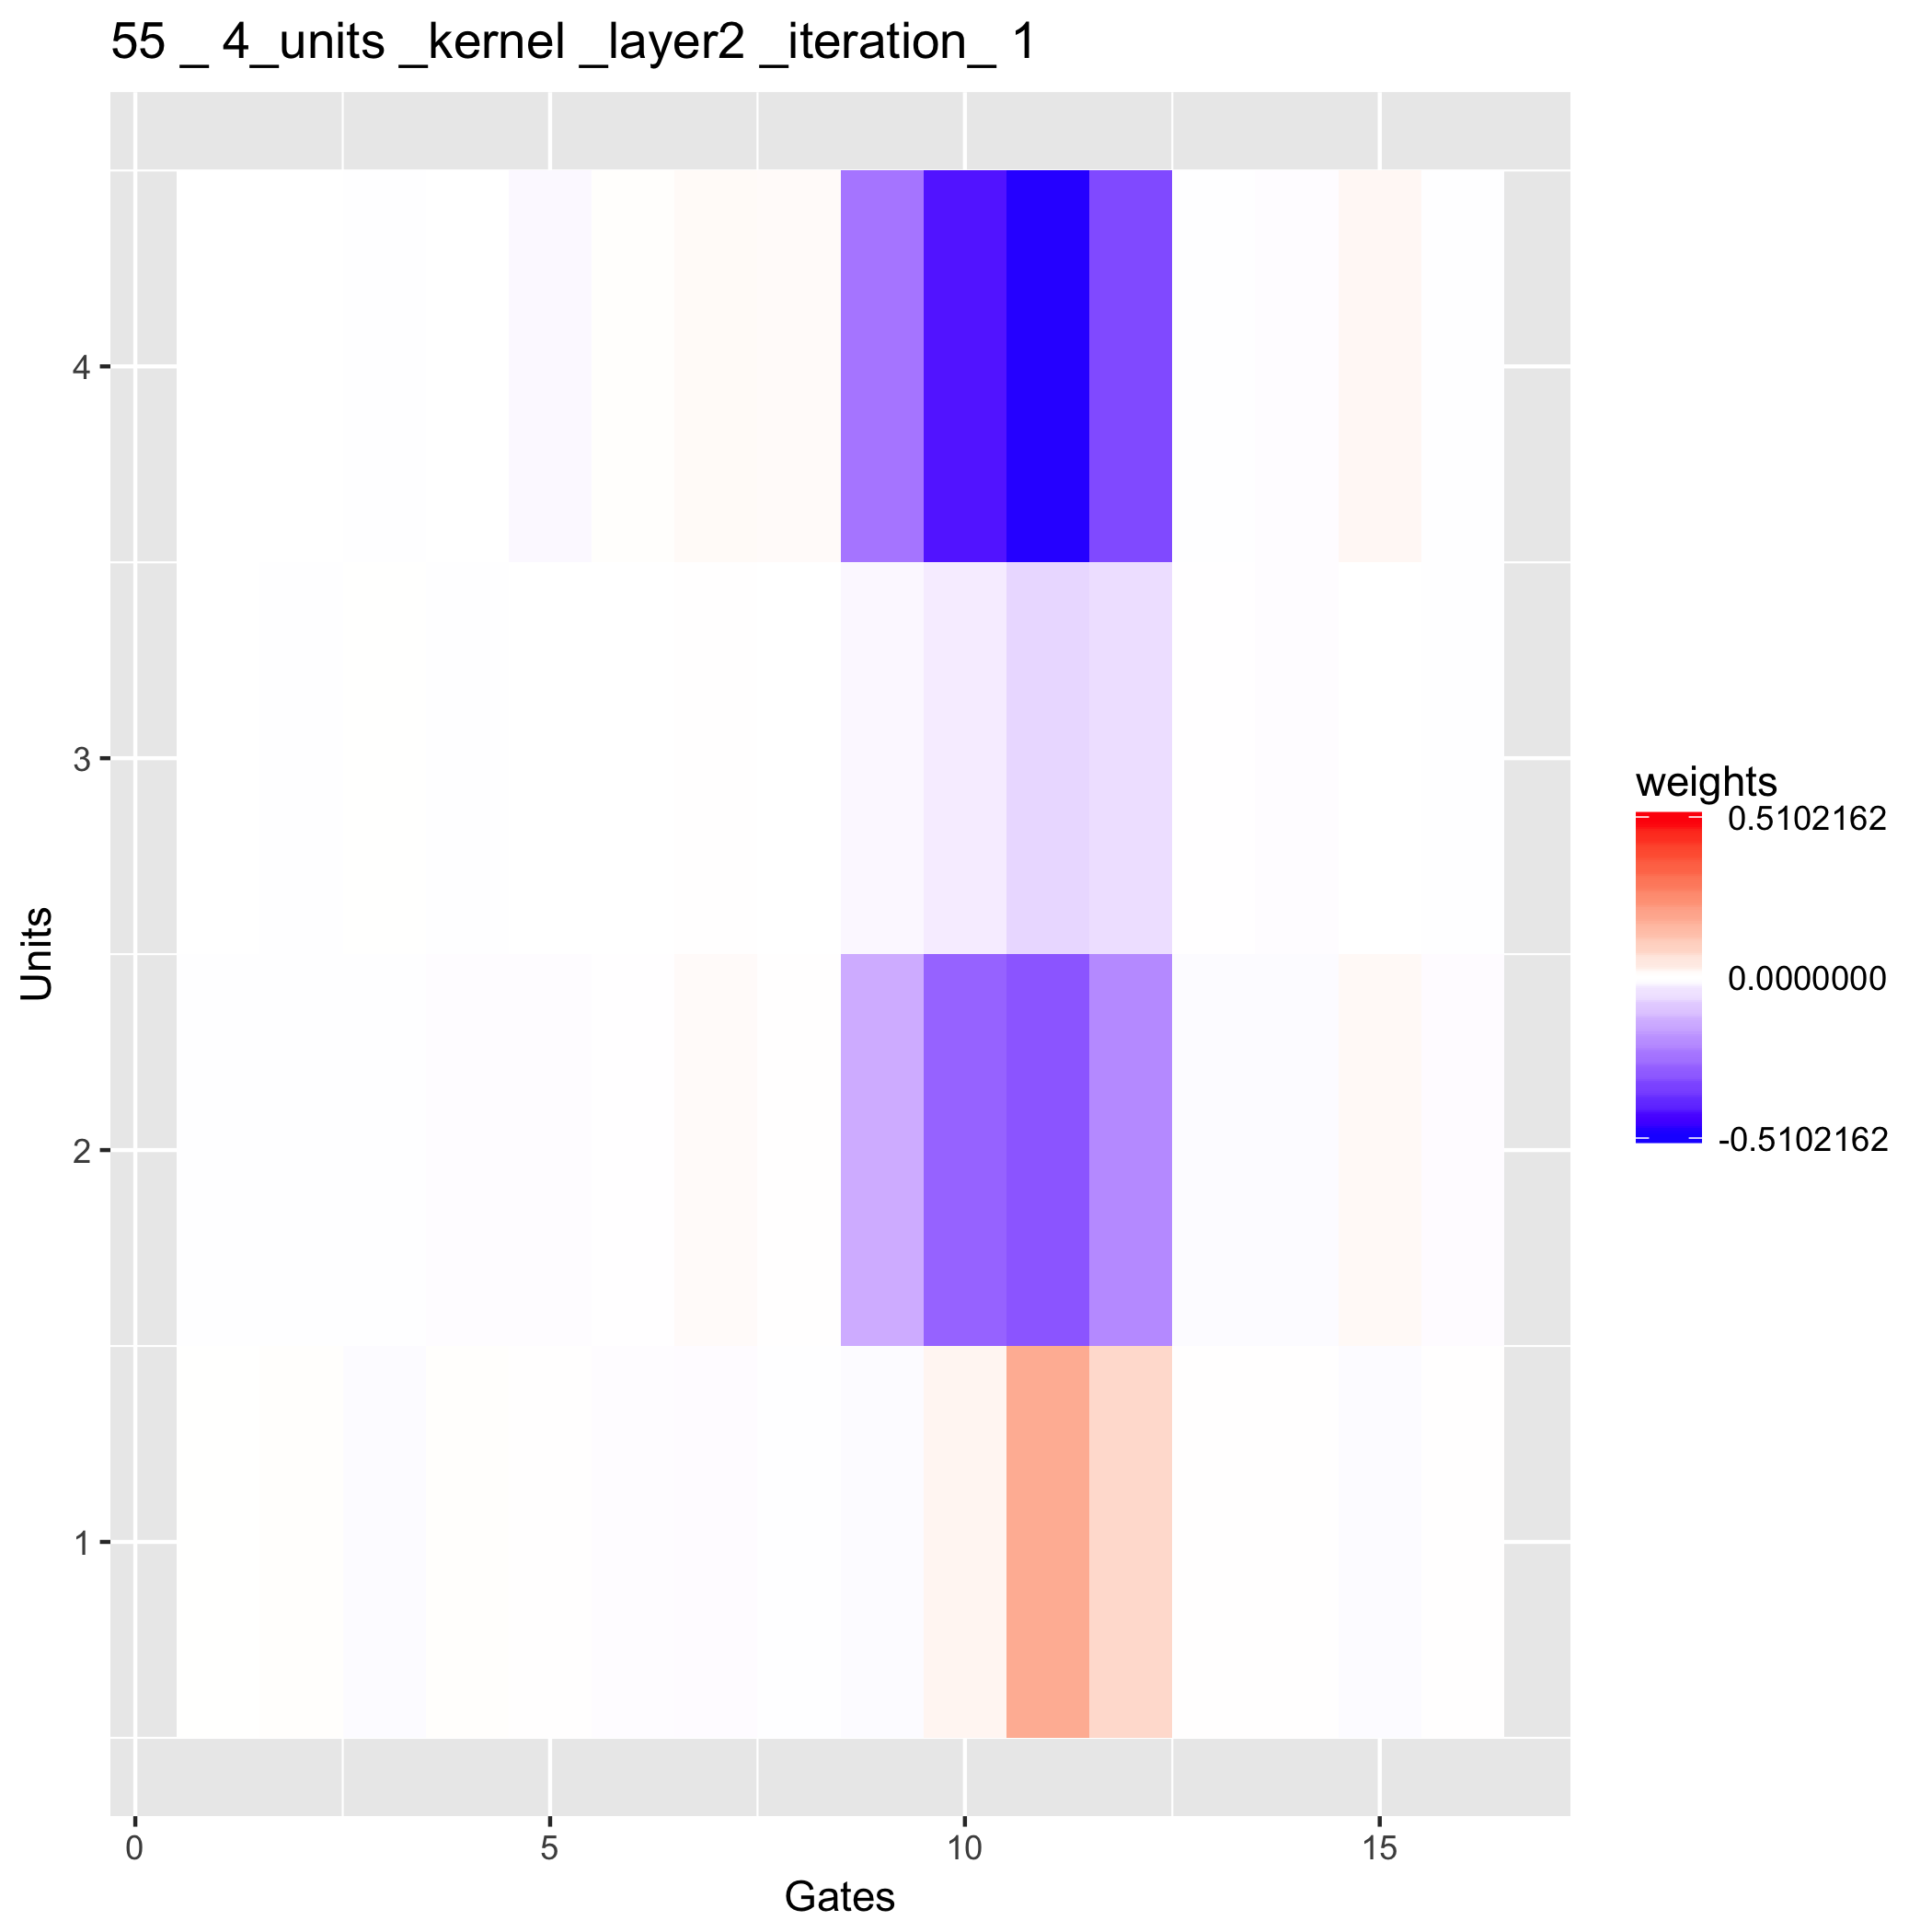 55 _ 4_units _kernel _layer2 _iteration_ 1
4
3
2
1
Units
0
5
10
15
Gates
weights
0.5102162
0.0000000
-0.5102162